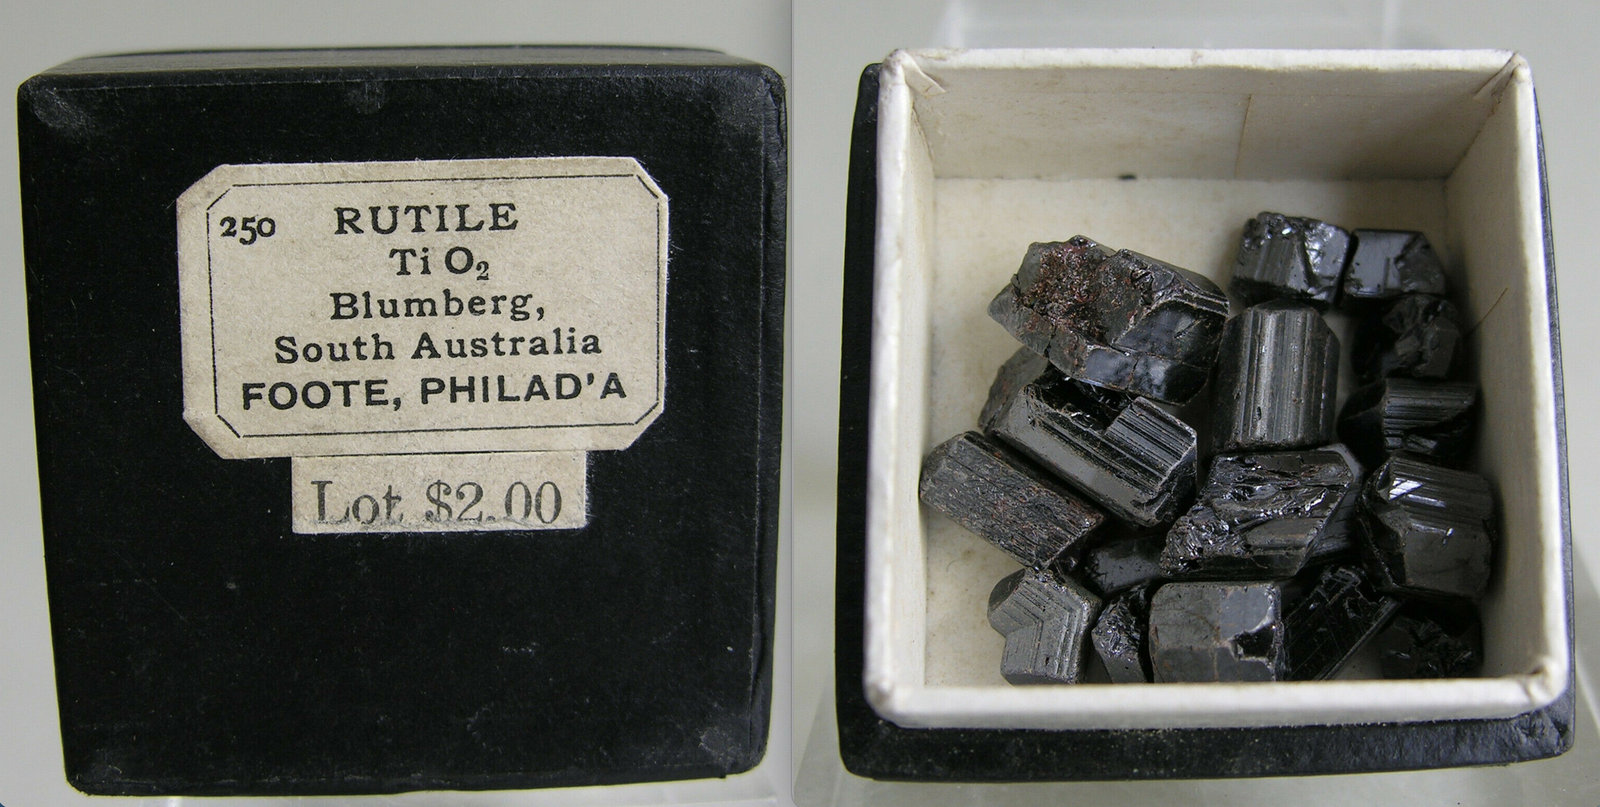 250 RUTILE
Ti O₂
Blumberg,
South Australia
FOOTE, PHILAD'A
Lot $2.00